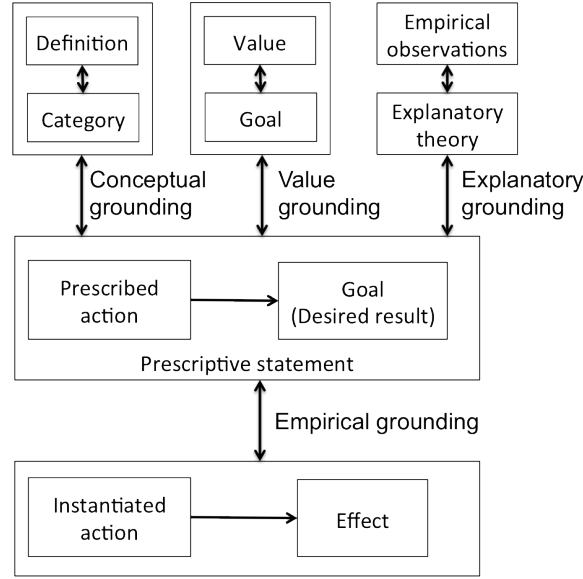 Definition
Category
Value
Goal
Empirical
observations
Explanatory
theory
Conceptual
grounding
Value
grounding
Explanatory
grounding
Prescribed
action
Goal
(Desired result)
Prescriptive statement
Empirical grounding
Instantiated
action
Effect